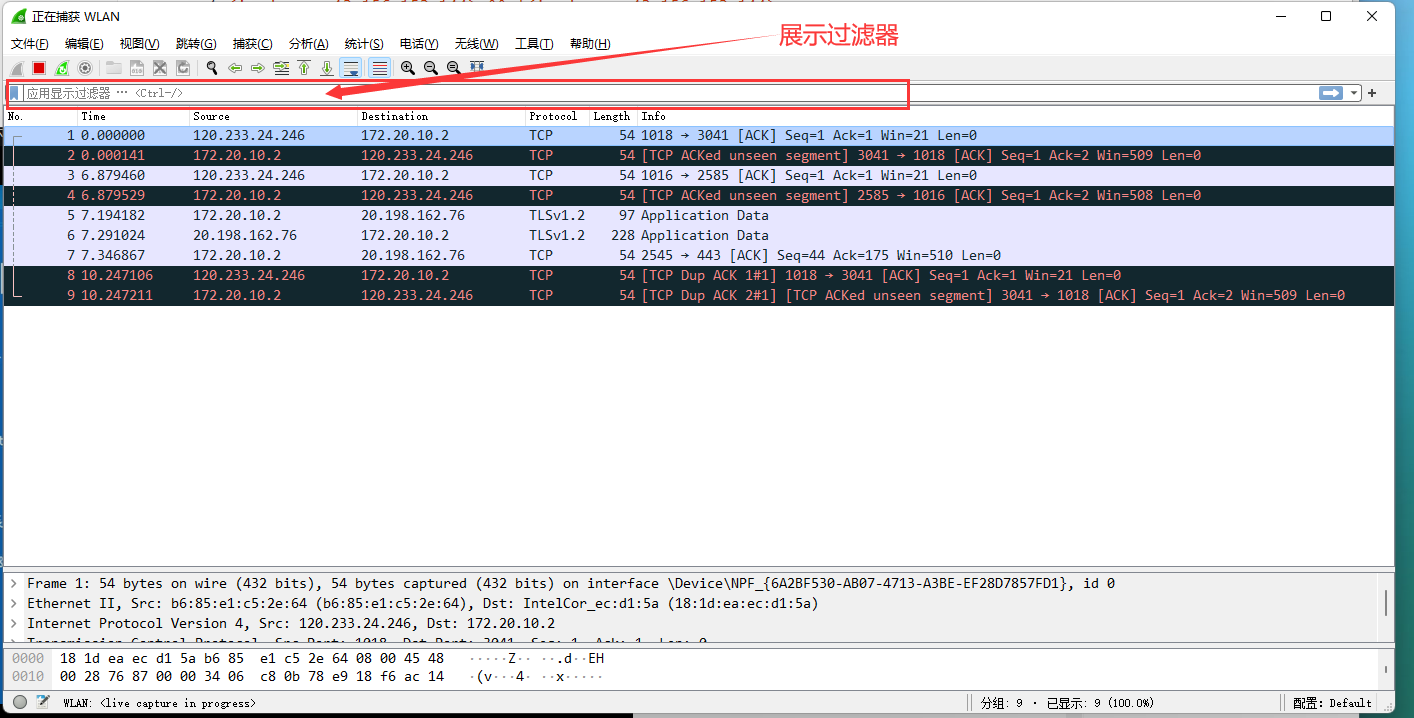 正在捕获 WLAN
文件(F) 编辑(E) 视图(V) 跳转(G) 捕获(C) 分析(A) 统计(S) 电话(Y) 无线(W) 工具(T) 帮助(H)
展示过滤器
应用显示过滤器 … <Ctrl-/>
No. Time Source Destination Protocol Length Info
1 0.000000 120.233.24.246 172.20.10.2 TCP 54 1018 → 3041 [ACK] Seq=1 Ack=1 Win=21 Len=0
2 0.000141 172.20.10.2 120.233.24.246 TCP 54 [TCP ACKed unseen segment] 3041 → 1018 [ACK] Seq=1 Ack=2 Win=509 Len=0
3 6.879460 120.233.24.246 172.20.10.2 TCP 54 1016 → 2585 [ACK] Seq=1 Ack=1 Win=21 Len=0
4 6.879529 172.20.10.2 120.233.24.246 TCP 54 [TCP ACKed unseen segment] 2585 → 1016 [ACK] Seq=1 Ack=2 Win=508 Len=0
5 7.194182 172.20.10.2 20.198.162.76 TLSv1.2 97 Application Data
6 7.291024 20.198.162.76 172.20.10.2 TLSv1.2 228 Application Data
7 7.346867 172.20.10.2 20.198.162.76 TCP 54 2545 → 443 [ACK] Seq=44 Ack=175 Win=510 Len=0
8 10.247106 120.233.24.246 172.20.10.2 TCP 54 [TCP Dup ACK 1#1] 1018 → 3041 [ACK] Seq=1 Ack=1 Win=21 Len=0
9 10.247211 172.20.10.2 120.233.24.246 TCP 54 [TCP Dup ACK 2#1] [TCP ACKed unseen segment] 3041 → 1018 [ACK] Seq=1 Ack=2 Win=509 Len=0
Frame 1: 54 bytes on wire (432 bits), 54 bytes captured (432 bits) on interface \Device\NPF_{6A2BF530-AB07-4713-A3BE-EF28D7857FD1}, id 0
Ethernet II, Src: b6:85:e1:c5:2e:64 (b6:85:e1:c5:2e:64), Dst: IntelCor_ec:d1:5a (18:1d:ea:ec:d1:5a)
Internet Protocol Version 4, Src: 120.233.24.246, Dst: 172.20.10.2
Transmission Control Protocol, Src Port: 1018, Dst Port: 3041, Seq: 1, Ack: 1, Len: 0
0000 18 1d ea ec d1 5a b6 85 e1 c5 2e 64 08 00 45 48 ·····Z·· ··.d··EH
0010 00 28 76 87 00 00 34 06 c8 0b 78 e9 18 f6 ac 14 ·(v···4· ··x·····
WLAN: <live capture in progress> 分组: 9 · 已显示: 9 (100.0%) 配置: Default